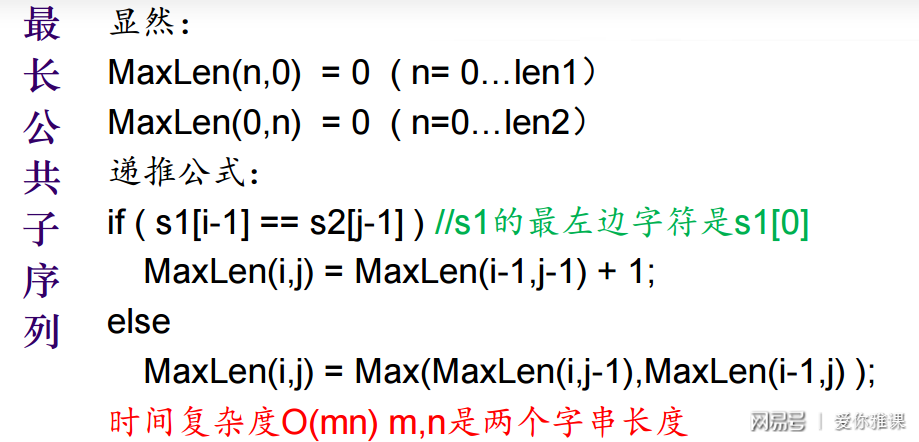 最长公共子序列
显然：
MaxLen(n,0) = 0 ( n= 0…len1）
MaxLen(0,n) = 0 ( n=0…len2）
递推公式：
if ( s1[i-1] == s2[j-1] ) //s1的最左边字符是s1[0]
MaxLen(i,j) = MaxLen(i-1,j-1) + 1;
else
MaxLen(i,j) = Max(MaxLen(i,j-1),MaxLen(i-1,j) );
时间复杂度O(mn) m,n是两个字串长度
网易号 | 爱你雅课